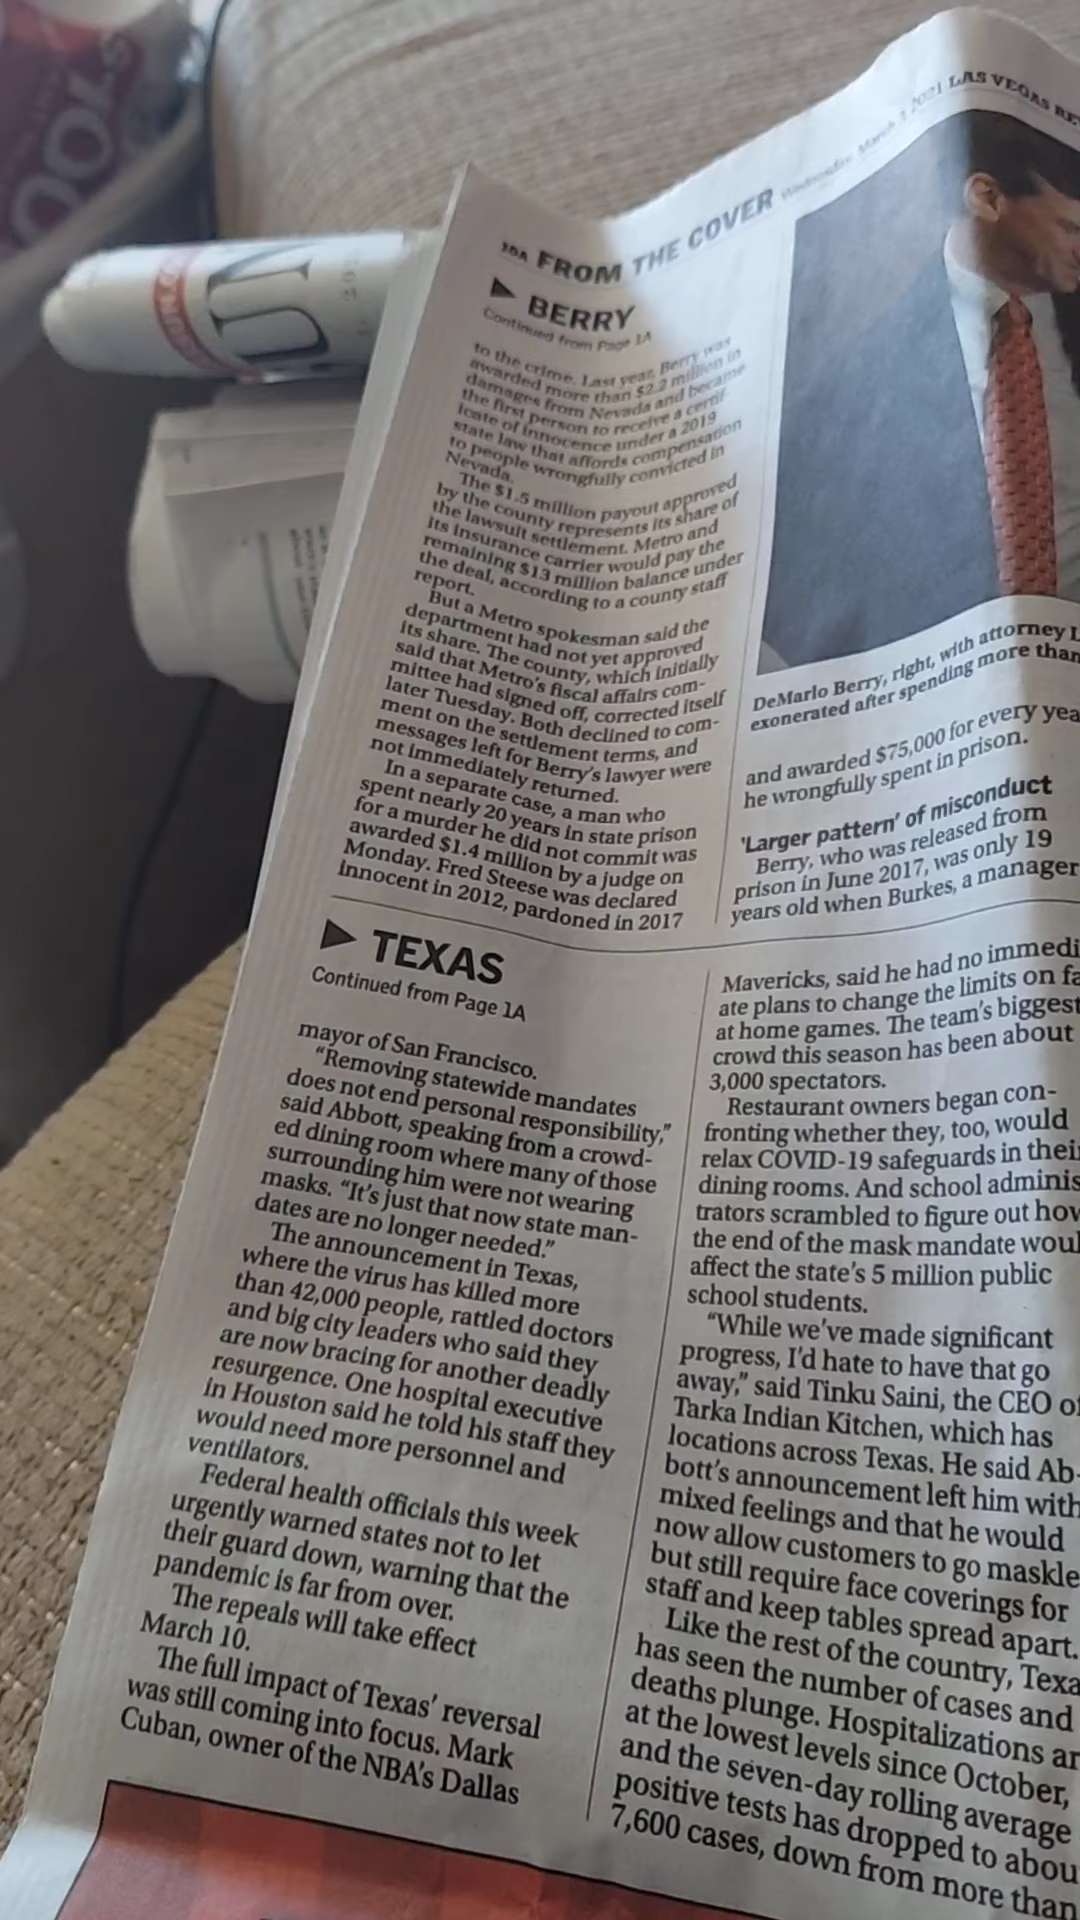 10A FROM THE COVER Wednesday, March 3, 2021 LAS VEGAS RE
BERRY
Continued from Page 1A
to the crime. Last year, Berry was
awarded more than $2.2 million in
damages from Nevada and became
the first person to receive a certif-
icate of innocence under a 2019
state law that affords compensation
to people wrongfully convicted in
Nevada.
The $1.5 million payout approved
by the county represents its share of
the lawsuit settlement. Metro and
its insurance carrier would pay the
remaining $13 million balance under
the deal, according to a county staff
report.
But a Metro spokesman said the
department had not yet approved
its share. The county, which initially
said that Metro's fiscal affairs com-
mittee had signed off, corrected itself
later Tuesday. Both declined to com-
ment on the settlement terms, and
messages left for Berry's lawyer were
not immediately returned.
In a separate case, a man who
spent nearly 20 years in state prison
for a murder he did not commit was
awarded $1.4 million by a judge on
Monday. Fred Steese was declared
innocent in 2012, pardoned in 2017
DeMarlo Berry, right, with attorney L
exonerated after spending more than
and awarded $75,000 for every yea
he wrongfully spent in prison.
'Larger pattern' of misconduct
Berry, who was released from
prison in June 2017, was only 19
years old when Burkes, a manager
TEXAS
Continued from Page 1A
mayor of San Francisco.
"Removing statewide mandates
does not end personal responsibility,"
said Abbott, speaking from a crowd-
ed dining room where many of those
surrounding him were not wearing
masks. "It's just that now state man-
dates are no longer needed."
The announcement in Texas,
where the virus has killed more
than 42,000 people, rattled doctors
and big city leaders who said they
are now bracing for another deadly
resurgence. One hospital executive
in Houston said he told his staff they
would need more personnel and
ventilators.
Federal health officials this week
urgently warned states not to let
their guard down, warning that the
pandemic is far from over.
The repeals will take effect
March 10.
The full impact of Texas' reversal
was still coming into focus. Mark
Cuban, owner of the NBA's Dallas
Mavericks, said he had no immedi
ate plans to change the limits on fa
at home games. The team's biggest
crowd this season has been about
3,000 spectators.
Restaurant owners began con-
fronting whether they, too, would
relax COVID-19 safeguards in thei
dining rooms. And school adminis
trators scrambled to figure out how
the end of the mask mandate woul
affect the state's 5 million public
school students.
"While we've made significant
progress, I'd hate to have that go
away," said Tinku Saini, the CEO of
Tarka Indian Kitchen, which has
locations across Texas. He said Ab-
bott's announcement left him with
mixed feelings and that he would
now allow customers to go maskle
but still require face coverings for
staff and keep tables spread apart.
Like the rest of the country, Texa
has seen the number of cases and
deaths plunge. Hospitalizations ar
at the lowest levels since October,
and the seven-day rolling average
positive tests has dropped to abou
7,600 cases, down from more than